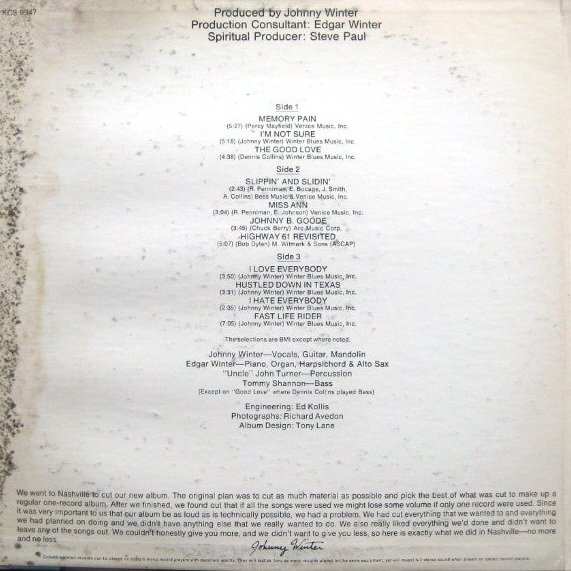 KCS 9947
Produced by Johnny Winter
Production Consultant: Edgar Winter
Spiritual Producer: Steve Paul
Side 1
MEMORY PAIN
(5:27) (Percy Mayfield) Venice Music, Inc.
I'M NOT SURE
(5:18) (Johnny Winter) Winter Blues Music, Inc.
THE GOOD LOVE
(4:38) (Dennis Collins) Winter Blues Music, Inc.
Side 2
SLIPPIN' AND SLIDIN'
(2:43) (R. Penniman, E. Bocage, J. Smith,
A. Collins) Bess Music & Venice Music, Inc.
MISS ANN
(3:04) (R. Penniman, E. Johnson) Venice Music, Inc.
JOHNNY B. GOODE
(3:45) (Chuck Berry) Arc Music Corp.
HIGHWAY 61 REVISITED
(5:07) (Bob Dylan) M. Witmark & Sons (ASCAP)
Side 3
I LOVE EVERYBODY
(3:50) (Johnny Winter) Winter Blues Music, Inc.
HUSTLED DOWN IN TEXAS
(3:31) (Johnny Winter) Winter Blues Music, Inc.
I HATE EVERYBODY
(2:35) (Johnny Winter) Winter Blues Music, Inc.
FAST LIFE RIDER
(7:05) (Johnny Winter) Winter Blues Music, Inc.
The selections are BMI except where noted.
Johnny Winter—Vocals, Guitar, Mandolin
Edgar Winter—Piano, Organ, Harpsichord & Alto Sax
"Uncle" John Turner—Percussion
Tommy Shannon—Bass
(Except on "Good Love" where Dennis Collins played Bass)
Engineering: Ed Kollis
Photographs: Richard Avedon
Album Design: Tony Lane
We went to Nashville to cut our new album. The original plan was to cut as much material as possible and pick the best of what was cut to make up a
regular one-record album. After we finished, we found out that if all the songs were used we might lose some volume if only one record were used. Since
it was very important to us that our album be as loud as is technically possible, we had a problem. We had cut everything that we wanted to and everything
we had planned on doing and we didn't have anything else that we really wanted to do. We also really liked everything we'd done and didn't want to
leave any of the songs out. We couldn't honestly give you more, and we didn't want to give you less, so here is exactly what we did in Nashville—no more
and no less.
Johnny Winter